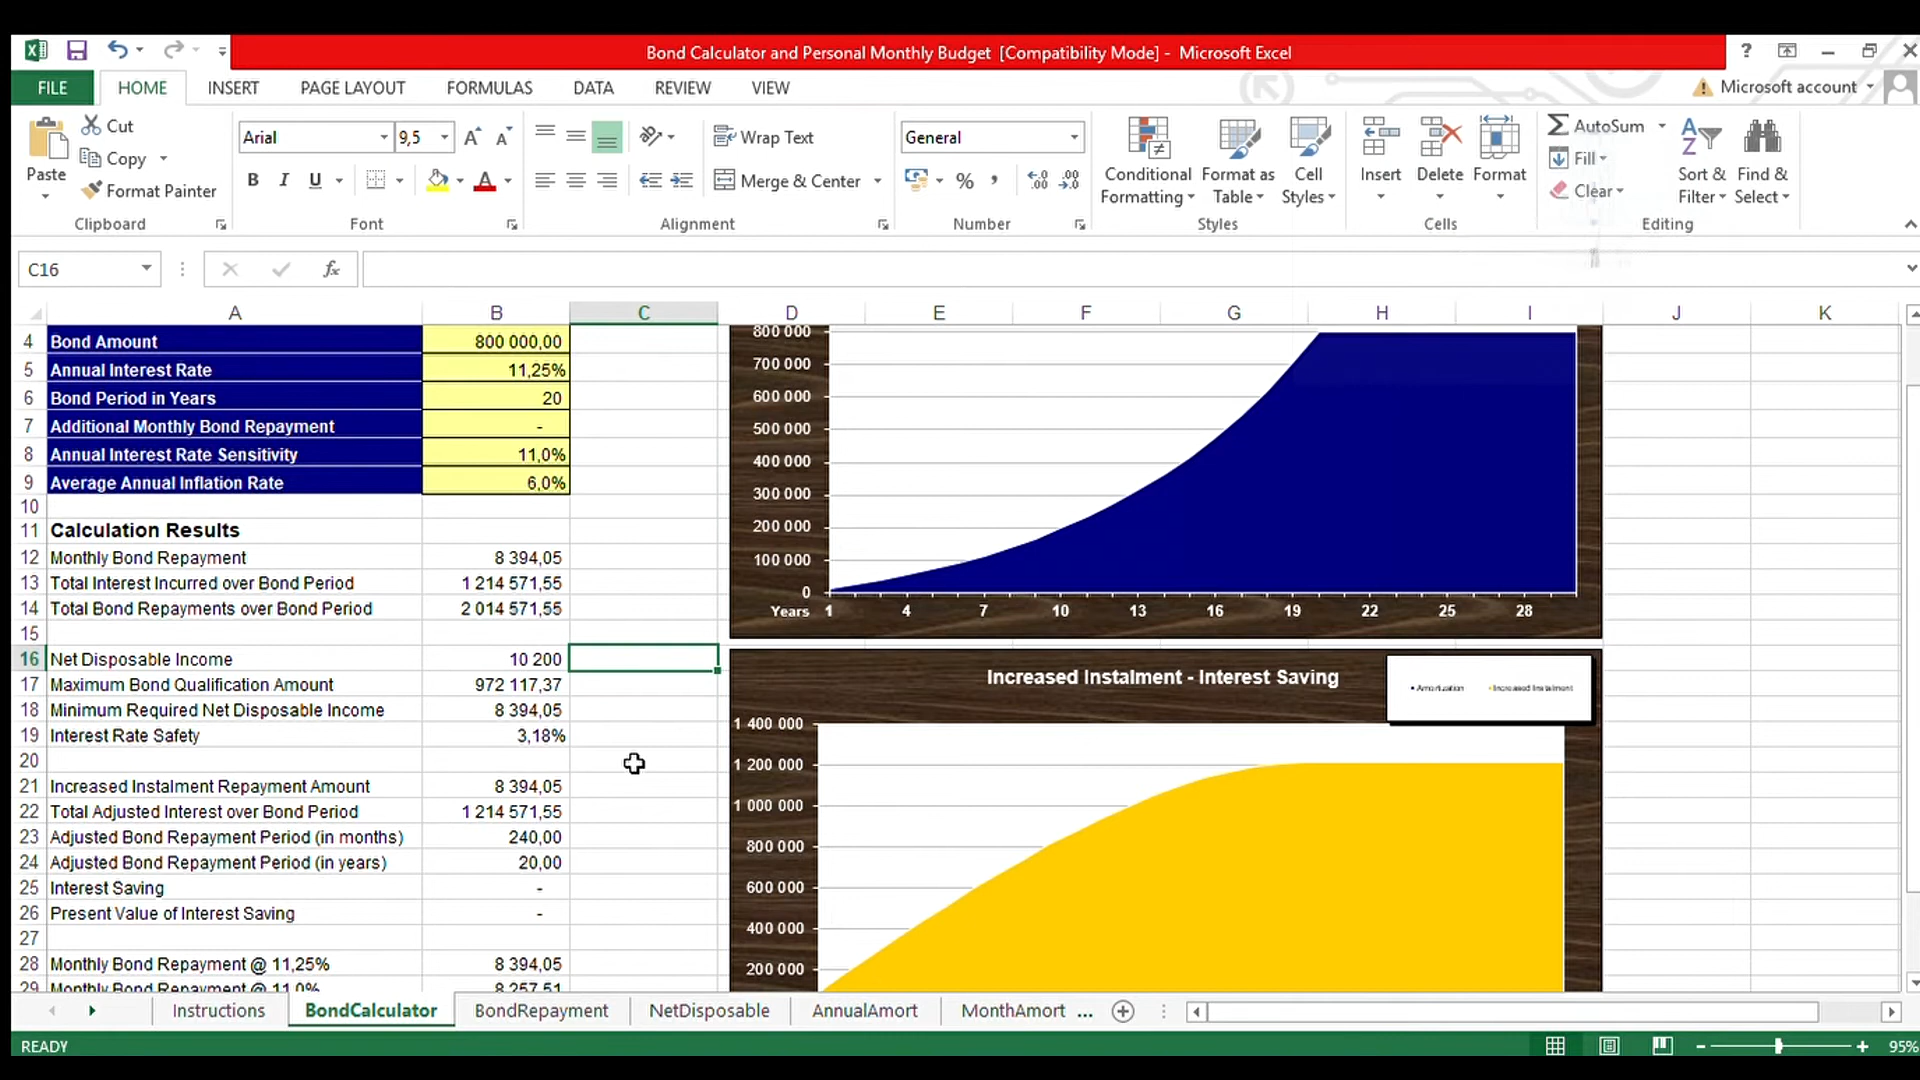 Bond Calculator and Personal Monthly Budget [Compatibility Mode] - Microsoft Excel
?
FILE HOME INSERT PAGE LAYOUT FORMULAS DATA REVIEW VIEW Microsoft account
Paste
Cut
Copy
Format Painter
Clipboard
Arial 9,5
B I U
Font
Wrap Text
Merge & Center
Alignment
General
%
Number
Conditional Formatting
Format as Table
Cell Styles
Styles
Insert
Delete
Format
Cells
AutoSum
Fill
Clear
Sort & Filter
Find & Select
Editing
C16
fx
A B C D E F G H I J K
4 Bond Amount 800 000,00
5 Annual Interest Rate 11,25%
6 Bond Period in Years 20
7 Additional Monthly Bond Repayment -
8 Annual Interest Rate Sensitivity 11,0%
9 Average Annual Inflation Rate 6,0%
10
11 Calculation Results
12 Monthly Bond Repayment 8 394,05
13 Total Interest Incurred over Bond Period 1 214 571,55
14 Total Bond Repayments over Bond Period 2 014 571,55
15
16 Net Disposable Income 10 200
17 Maximum Bond Qualification Amount 972 117,37
18 Minimum Required Net Disposable Income 8 394,05
19 Interest Rate Safety 3,18%
20
21 Increased Instalment Repayment Amount 8 394,05
22 Total Adjusted Interest over Bond Period 1 214 571,55
23 Adjusted Bond Repayment Period (in months) 240,00
24 Adjusted Bond Repayment Period (in years) 20,00
25 Interest Saving -
26 Present Value of Interest Saving -
27
28 Monthly Bond Repayment @ 11,25% 8 394,05
29 Monthly Bond Repayment @ 11,0% 8 257,51
800 000
700 000
600 000
500 000
400 000
300 000
200 000
100 000
0
Years 1 4 7 10 13 16 19 22 25 28
Increased Instalment - Interest Saving
Amortization Increased Instalment
1 400 000
1 200 000
1 000 000
800 000
600 000
400 000
200 000
Instructions BondCalculator BondRepayment NetDisposable AnnualAmort MonthAmort ...
READY
95%